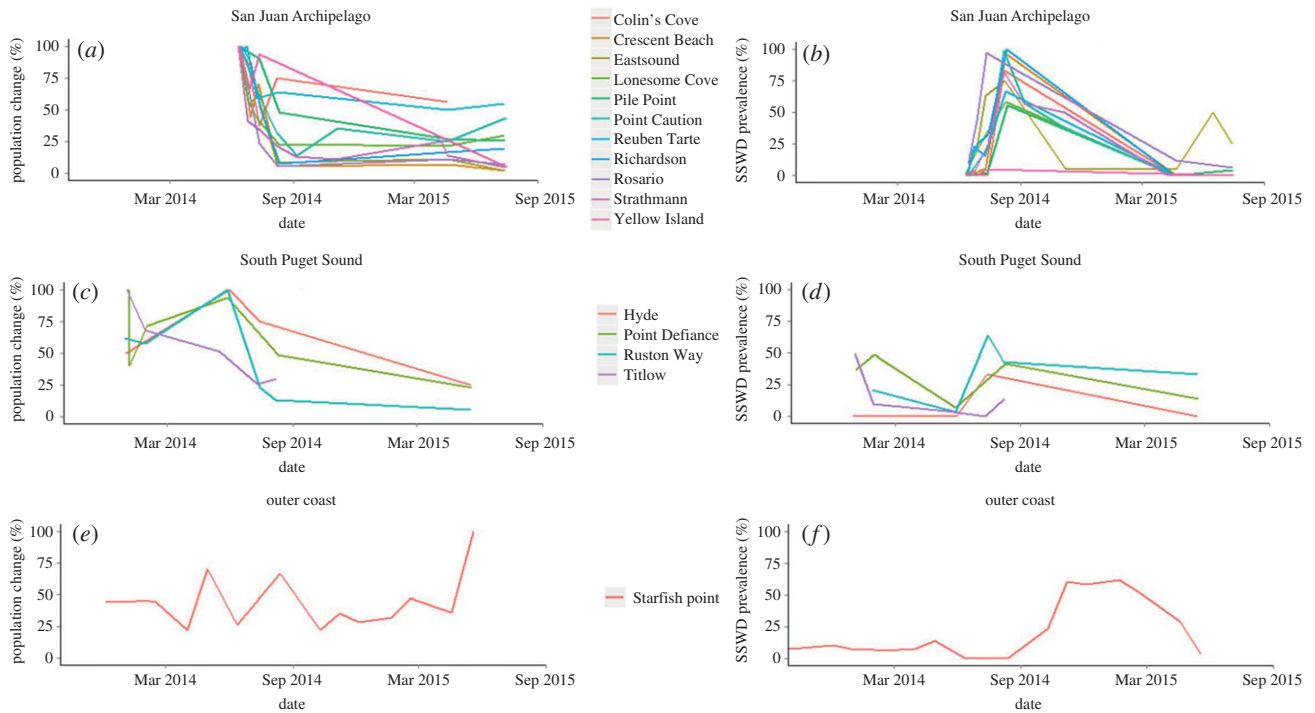 San Juan Archipelago
(a)
population change (%)
100
75
50
25
0
Mar 2014
Sep 2014
Mar 2015
Sep 2015
date
Colin's Cove
Crescent Beach
Eastsound
Lonesome Cove
Pile Point
Point Caution
Reuben Tarte
Richardson
Rosario
Strathmann
Yellow Island
San Juan Archipelago
(b)
SSWD prevalence (%)
100
75
50
25
0
Mar 2014
Sep 2014
Mar 2015
Sep 2015
date
South Puget Sound
(c)
population change (%)
100
75
50
25
0
Mar 2014
Sep 2014
Mar 2015
Sep 2015
date
Hyde
Point Defiance
Ruston Way
Titlow
South Puget Sound
(d)
SSWD prevalence (%)
100
75
50
25
0
Mar 2014
Sep 2014
Mar 2015
Sep 2015
date
outer coast
(e)
population change (%)
100
75
50
25
0
Mar 2014
Sep 2014
Mar 2015
Sep 2015
date
Starfish point
outer coast
(f)
SSWD prevalence (%)
100
75
50
25
0
Mar 2014
Sep 2014
Mar 2015
Sep 2015
date